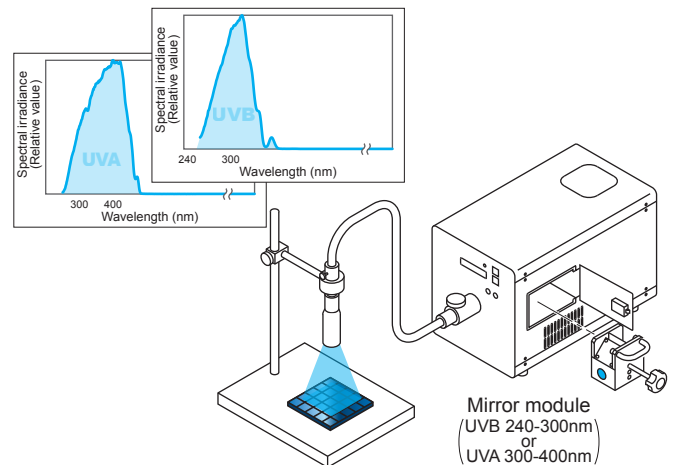 Spectral irradiance
(Relative value)
UVB
240
300
Wavelength (nm)
Spectral irradiance
(Relative value)
UVA
300
400
Wavelength (nm)
Mirror module
(UVB 240-300nm
or
UVA 300-400nm)